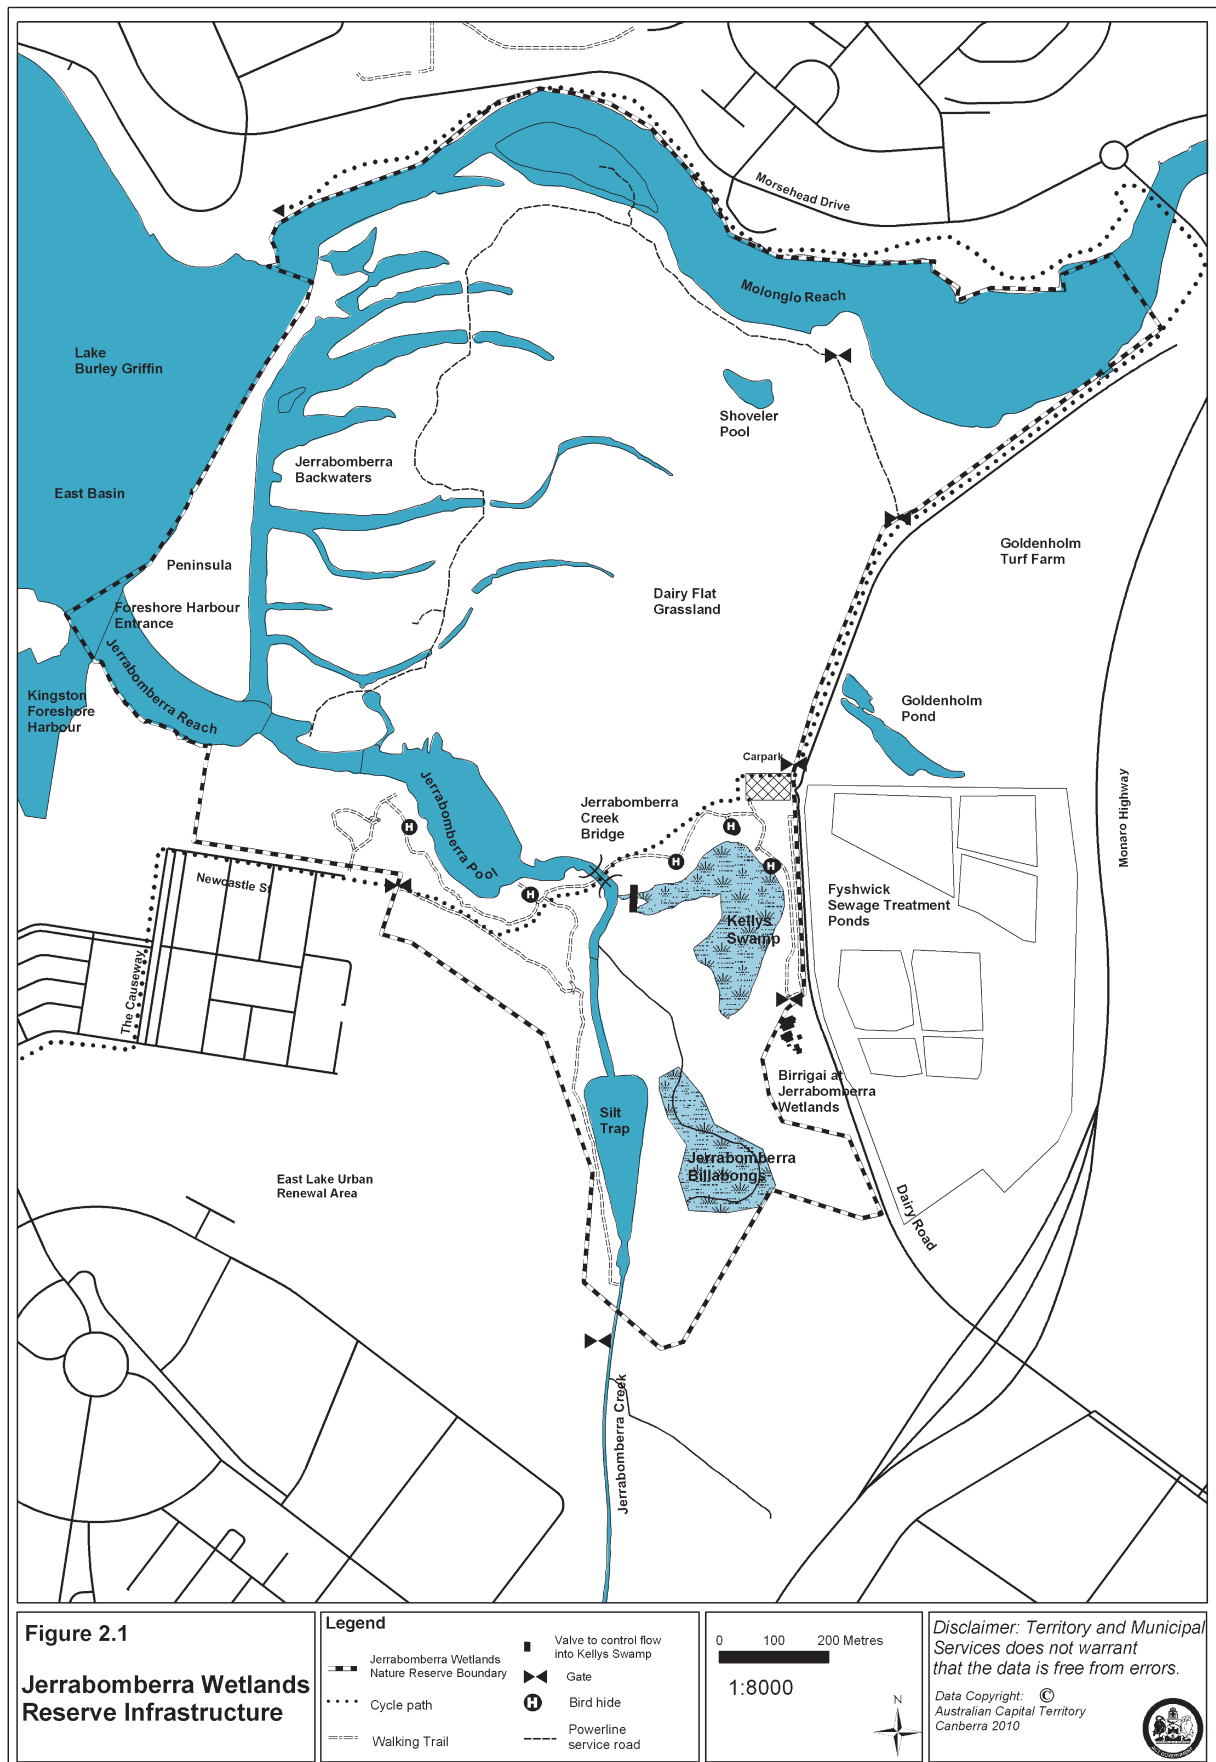 Morsehead Drive
Molonglo Reach
Lake
Burley Griffin
Shoveler
Pool
Jerrabomberra
Backwaters
East Basin
Goldenholm
Turf Farm
Peninsula
Dairy Flat
Grassland
Foreshore Harbour
Entrance
Jerrabomberra Reach
Kingston
Foreshore
Harbour
Goldenholm
Pond
Carpark
Jerrabomberra Pool
Jerrabomberra
Creek
Bridge
Monaro Highway
H
H
H
H
H
Newcastle St
Fyshwick
Sewage Treatment
Ponds
Kellys
Swamp
The Causeway
Birrigai at
Jerrabomberra
Wetlands
Silt
Trap
Jerrabomberra
Billabongs
East Lake Urban
Renewal Area
Dairy Road
Jerrabomberra Creek
Figure 2.1
Jerrabomberra Wetlands
Reserve Infrastructure
Legend
Jerrabomberra Wetlands
Nature Reserve Boundary
Cycle path
Walking Trail
Valve to control flow
into Kellys Swamp
Gate
H Bird hide
Powerline
service road
0 100 200 Metres
1:8000
N
Disclaimer: Territory and Municipal
Services does not warrant
that the data is free from errors.
Data Copyright: ©
Australian Capital Territory
Canberra 2010